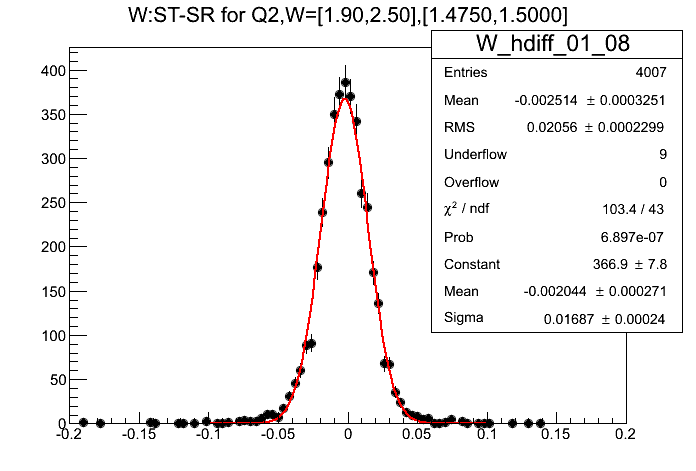 W:ST-SR for Q2,W=[1.90,2.50],[1.4750,1.5000]
W_hdiff_01_08
Entries 4007
Mean -0.002514 ± 0.0003251
RMS 0.02056 ± 0.0002299
Underflow 9
Overflow 0
χ² / ndf 103.4 / 43
Prob 6.897e-07
Constant 366.9 ± 7.8
Mean -0.002044 ± 0.000271
Sigma 0.01687 ± 0.00024
400
350
300
250
200
150
100
50
0
-0.2 -0.15 -0.1 -0.05 0 0.05 0.1 0.15 0.2